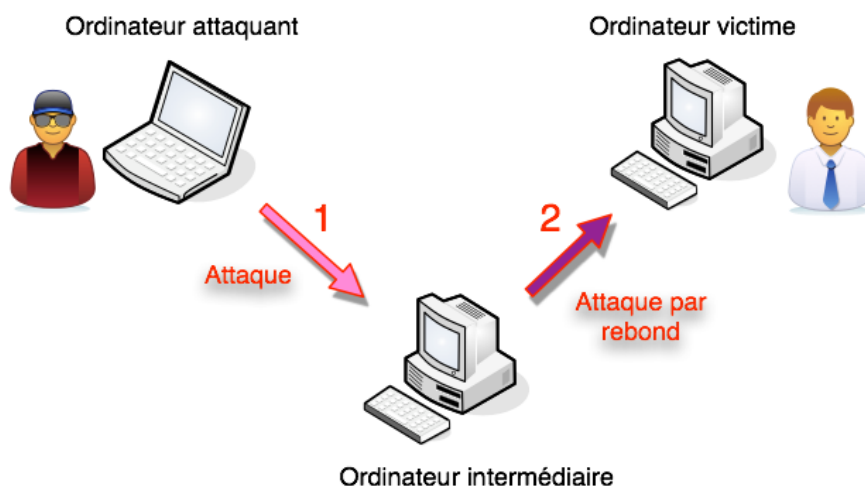 Ordinateur attaquant
Ordinateur victime
1
2
Attaque
Attaque par
rebond
Ordinateur intermédiaire